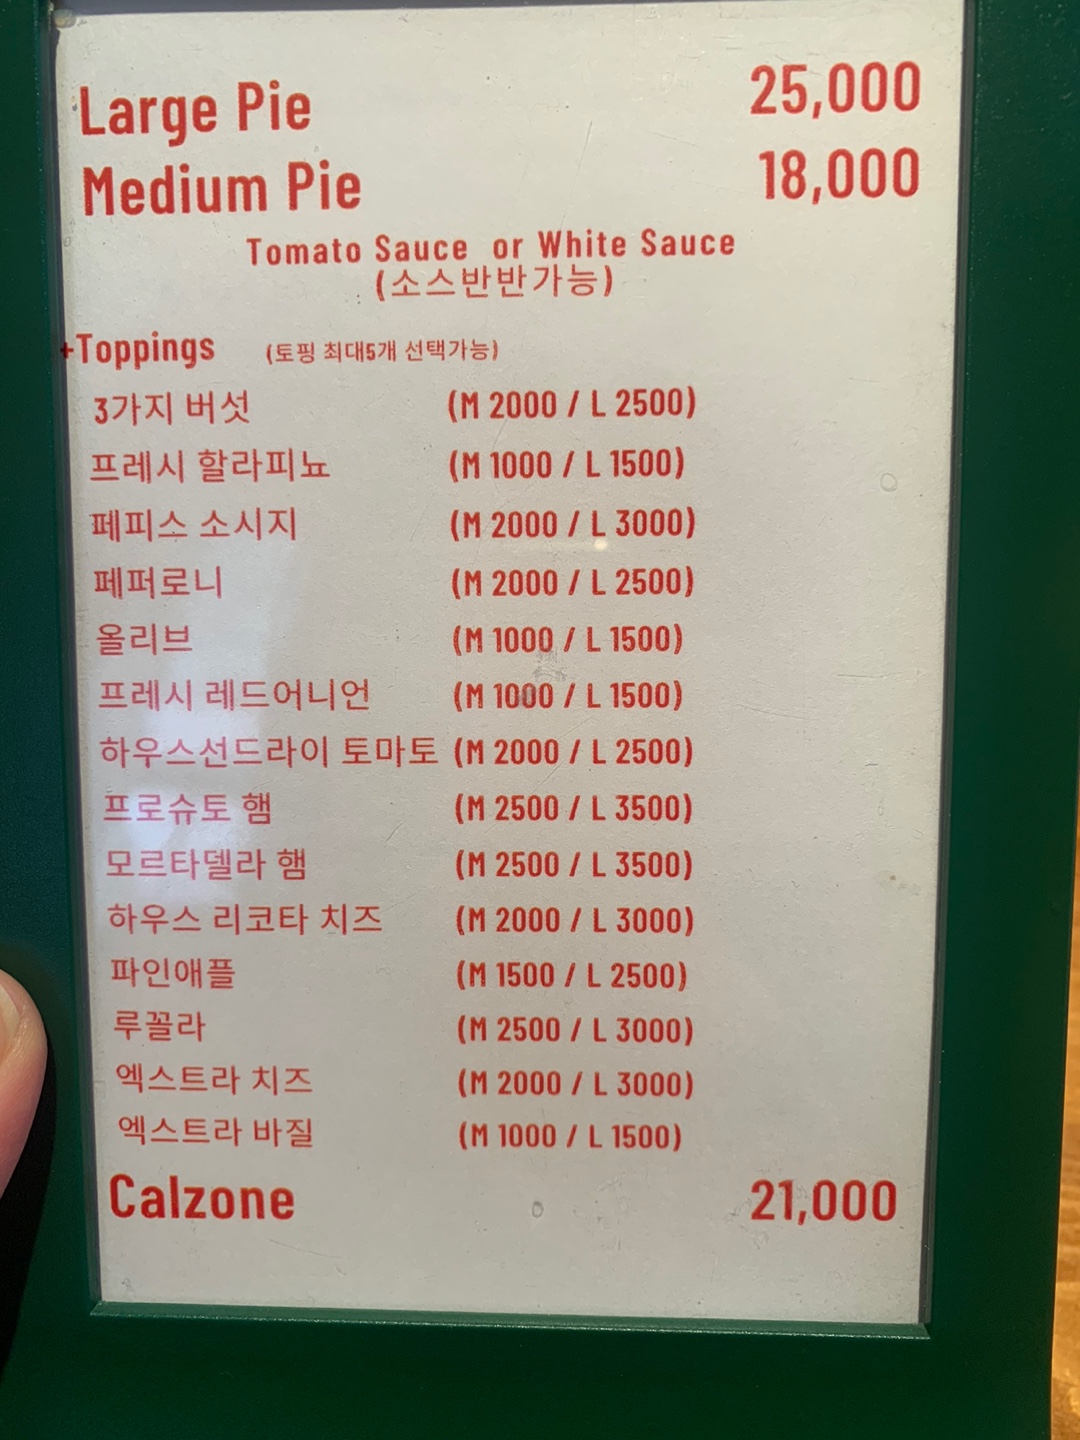 Large Pie 25,000
Medium Pie 18,000
Tomato Sauce or White Sauce
(소스반반가능)
+Toppings (토핑 최대5개 선택가능)
3가지 버섯 (M 2000 / L 2500)
프레시 할라피뇨 (M 1000 / L 1500)
페피스 소시지 (M 2000 / L 3000)
페퍼로니 (M 2000 / L 2500)
올리브 (M 1000 / L 1500)
프레시 레드어니언 (M 1000 / L 1500)
하우스선드라이 토마토 (M 2000 / L 2500)
프로슈토 햄 (M 2500 / L 3500)
모르타델라 햄 (M 2500 / L 3500)
하우스 리코타 치즈 (M 2000 / L 3000)
파인애플 (M 1500 / L 2500)
루꼴라 (M 2500 / L 3000)
엑스트라 치즈 (M 2000 / L 3000)
엑스트라 바질 (M 1000 / L 1500)
Calzone 21,000